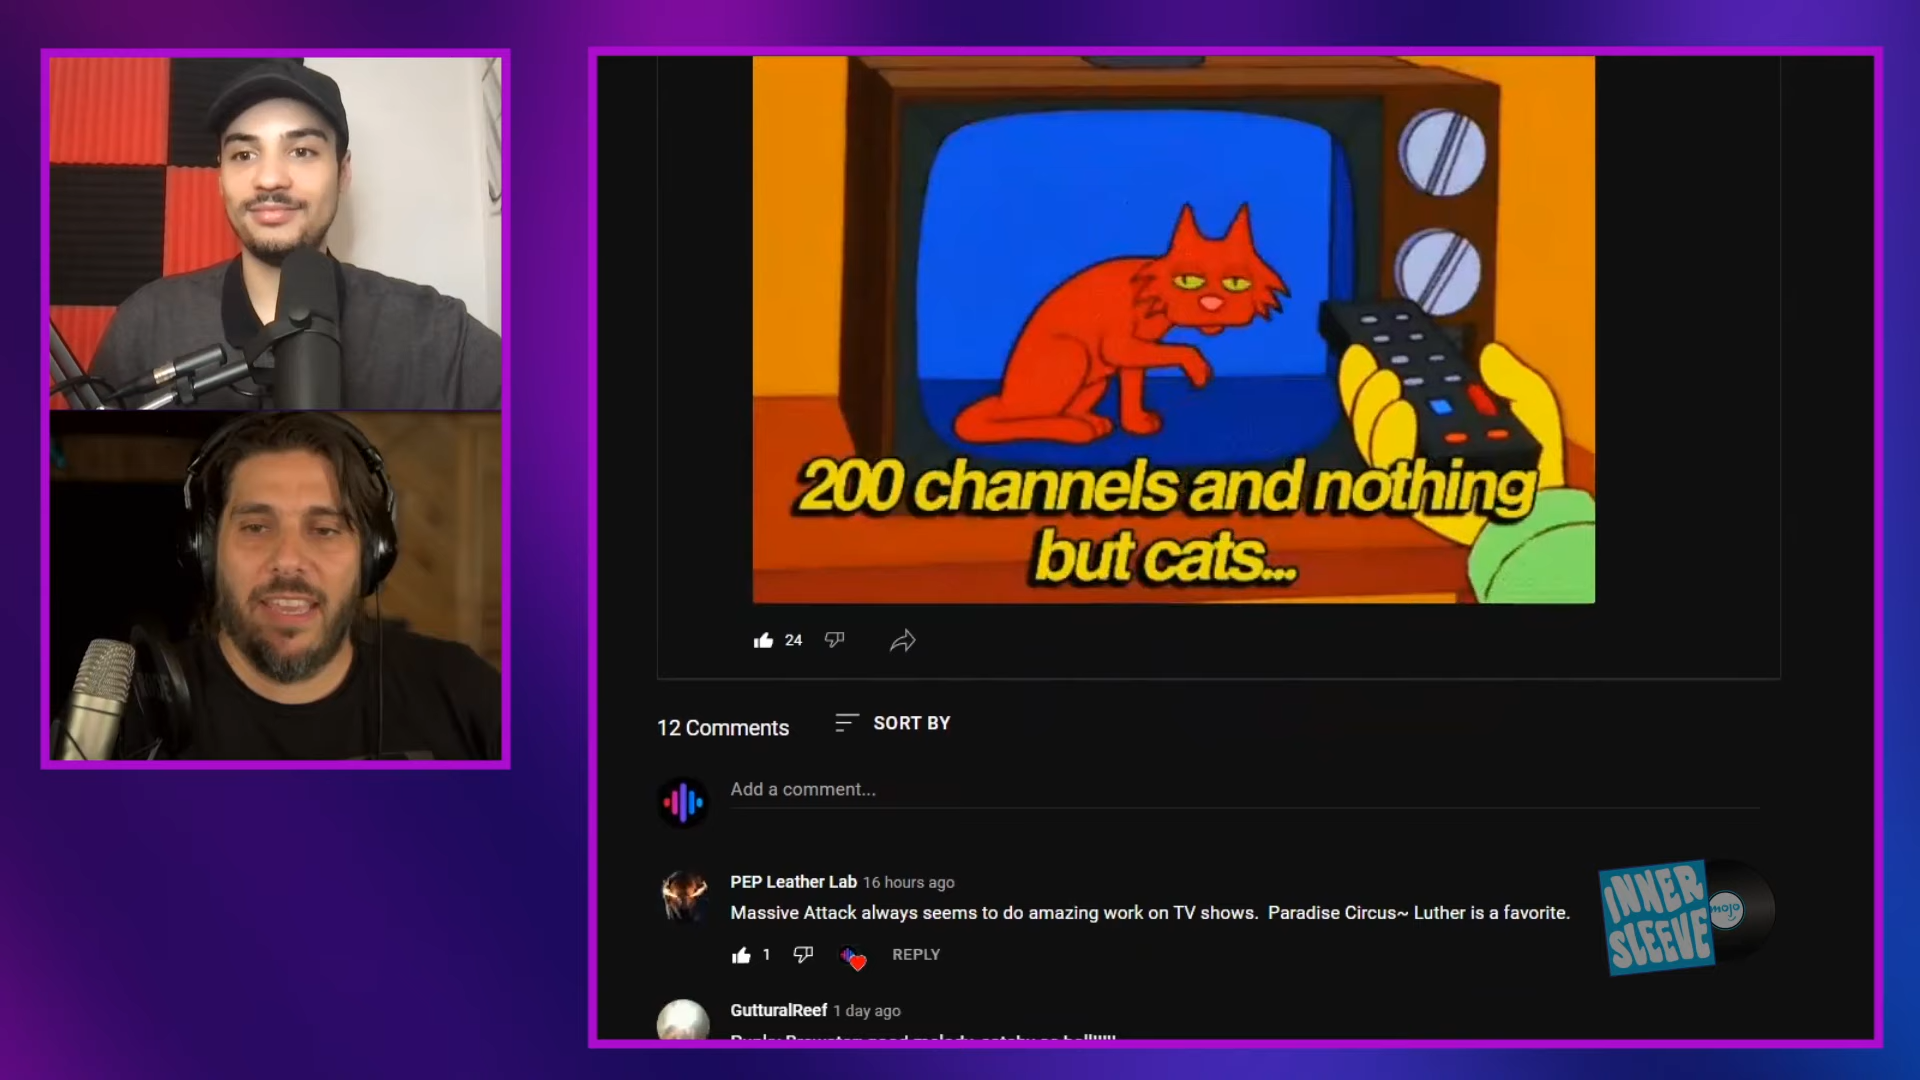 200 channels and nothing
but cats...
24
12 Comments
SORT BY
Add a comment...
PEP Leather Lab 16 hours ago
Massive Attack always seems to do amazing work on TV shows.  Paradise Circus~ Luther is a favorite.
1
REPLY
INNER
SLEEVE
mojo
GutturalReef 1 day ago